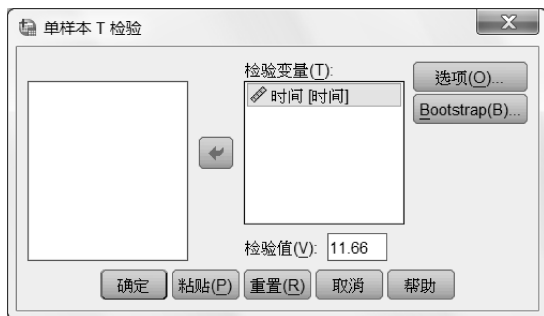 单样本 T 检验
检验变量(T):
时间 [时间]
选项(O)...
Bootstrap(B)...
检验值(V): 11.66
确定 粘贴(P) 重置(R) 取消 帮助